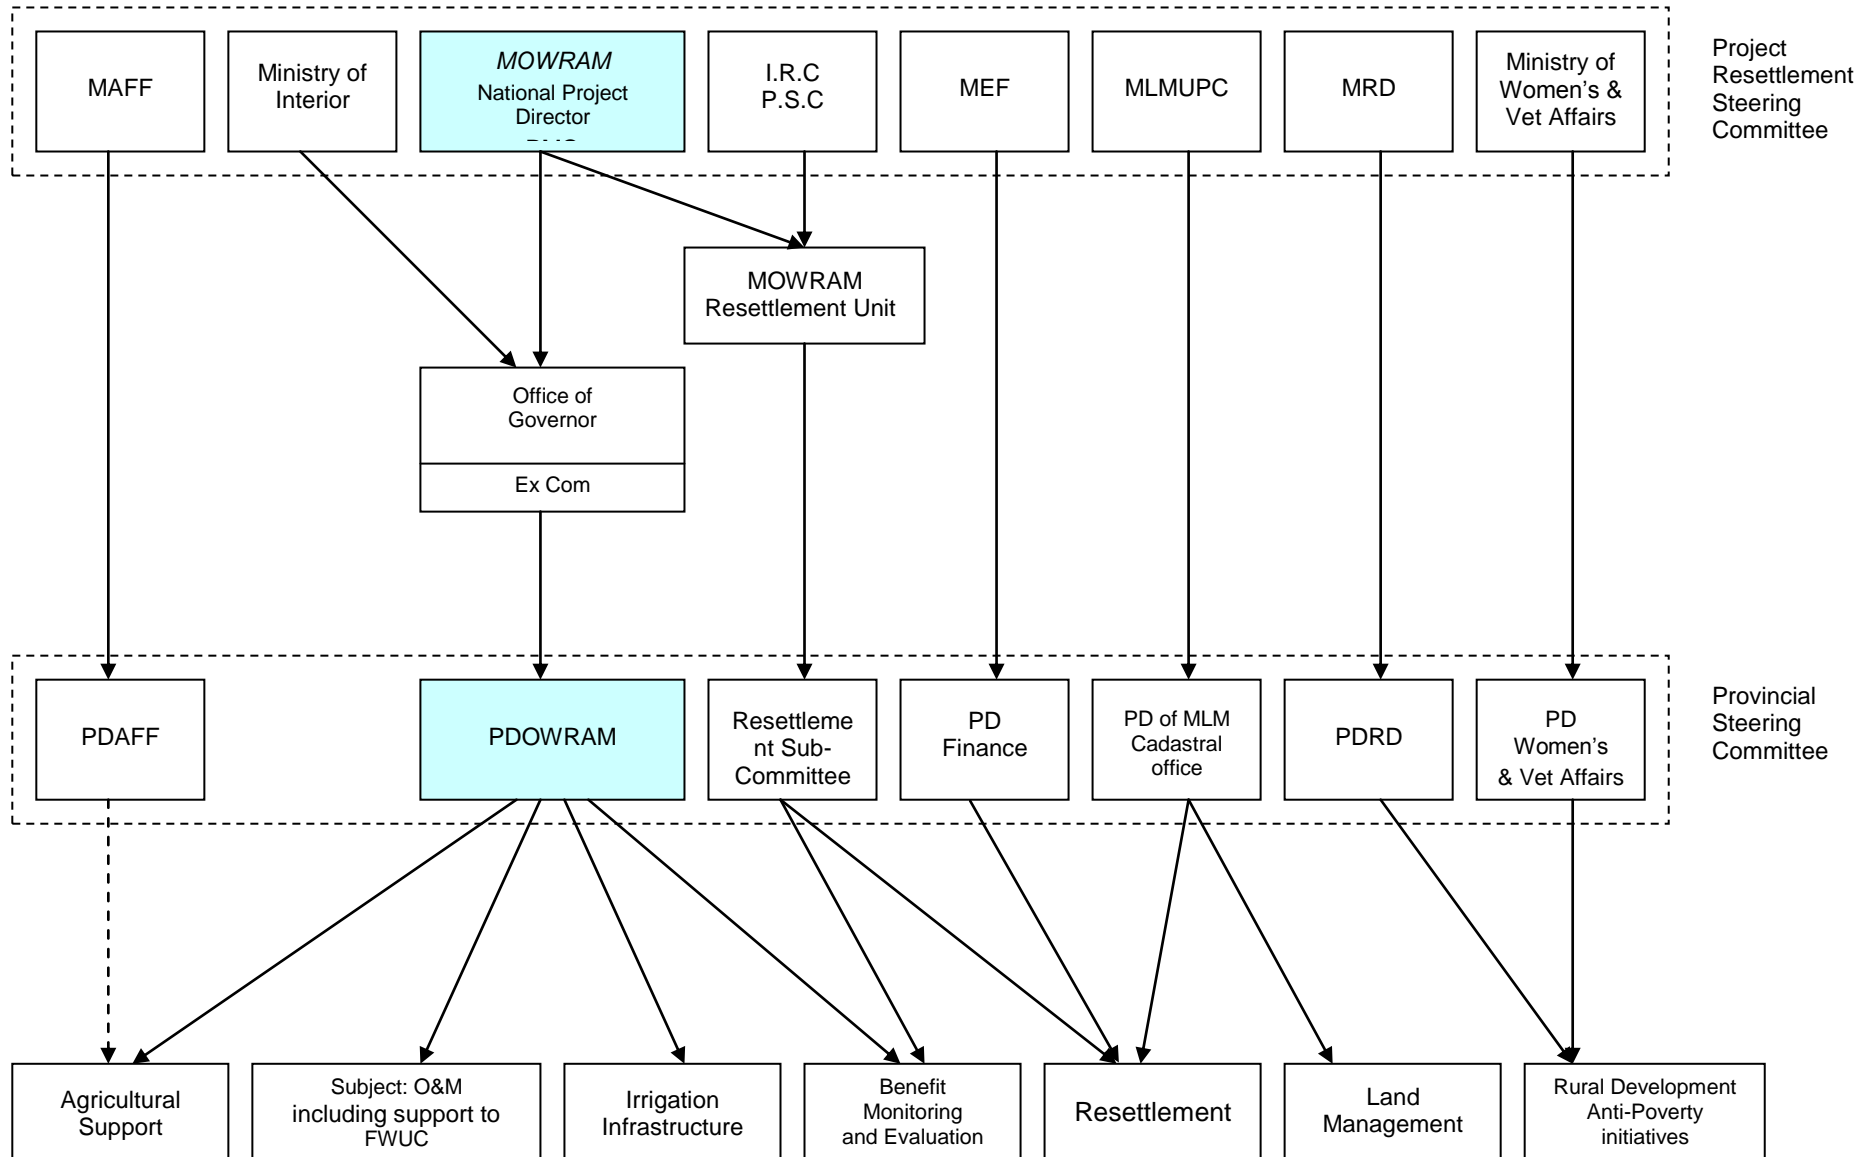 MAFF
Ministry of
Interior
MOWRAM
National Project
Director
I.R.C
P.S.C
MEF
MLMUPC
MRD
Ministry of
Women's &
Vet Affairs
Project
Resettlement
Steering
Committee
MOWRAM
Resettlement Unit
Office of
Governor
Ex Com
PDAFF
PDOWRAM
Resettleme
nt Sub-
Committee
PD
Finance
PD of MLM
Cadastral
office
PDRD
PD
Women's
& Vet Affairs
Provincial
Steering
Committee
Agricultural
Support
Subject: O&M
including support to
FWUC
Irrigation
Infrastructure
Benefit
Monitoring
and Evaluation
Resettlement
Land
Management
Rural Development
Anti-Poverty
initiatives